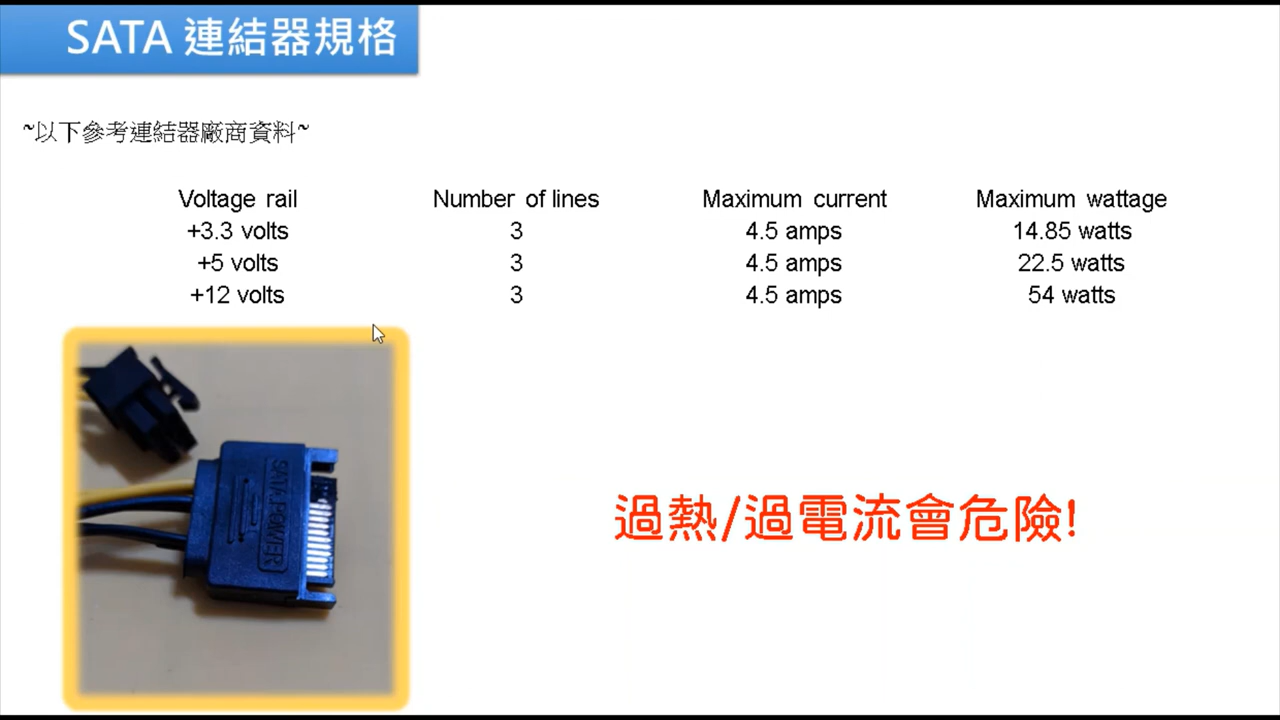 SATA 連結器規格
~以下參考連結器廠商資料~
Voltage rail Number of lines Maximum current Maximum wattage
+3.3 volts 3 4.5 amps 14.85 watts
+5 volts 3 4.5 amps 22.5 watts
+12 volts 3 4.5 amps 54 watts
SATA POWER
過熱/過電流會危險!